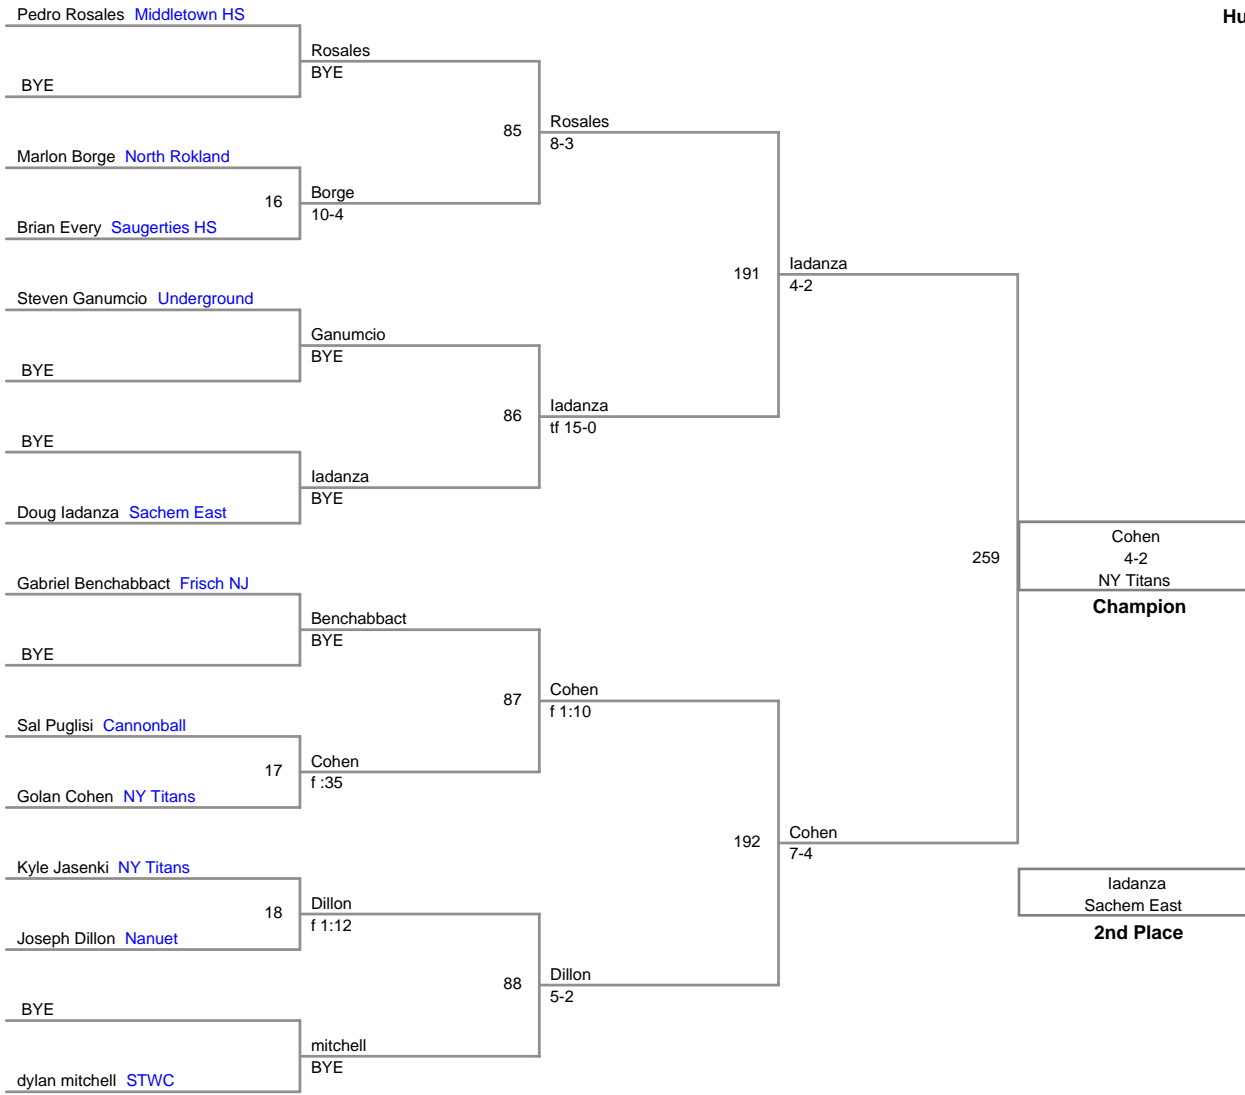 Pedro Rosales Middletown HS
Hu
Rosales
BYE
BYE
85
Rosales
8-3
Marlon Borge North Rokland
16
Borge
10-4
Brian Every Saugerties HS
191
Iadanza
4-2
Steven Ganumcio Underground
Ganumcio
BYE
BYE
86
Iadanza
tf 15-0
BYE
Iadanza
BYE
Doug Iadanza Sachem East
259
Cohen
4-2
NY Titans
Champion
Gabriel Benchabbact Frisch NJ
Benchabbact
BYE
BYE
87
Cohen
f 1:10
Sal Puglisi Cannonball
17
Cohen
f :35
Golan Cohen NY Titans
192
Cohen
7-4
Kyle Jasenki NY Titans
18
Dillon
f 1:12
Joseph Dillon Nanuet
Iadanza
Sachem East
2nd Place
88
Dillon
5-2
BYE
mitchell
BYE
dylan mitchell STWC